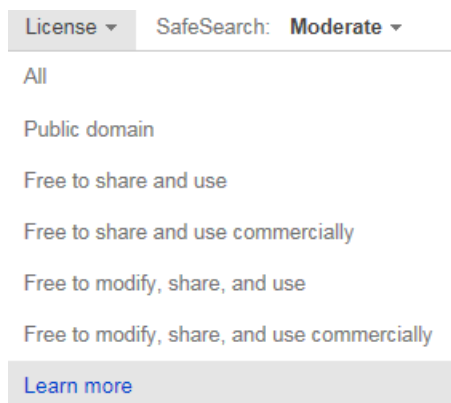 License SafeSearch: Moderate
All
Public domain
Free to share and use
Free to share and use commercially
Free to modify, share, and use
Free to modify, share, and use commercially
Learn more